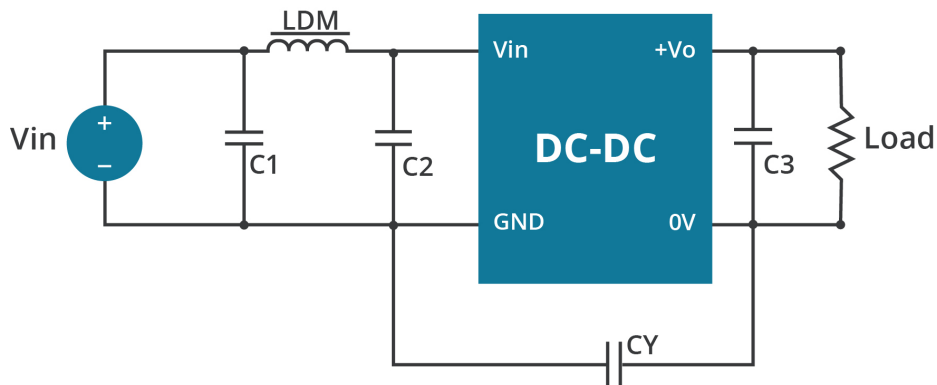 LDM
Vin
+
−
C1
C2
Vin
+Vo
DC-DC
GND
0V
C3
Load
CY